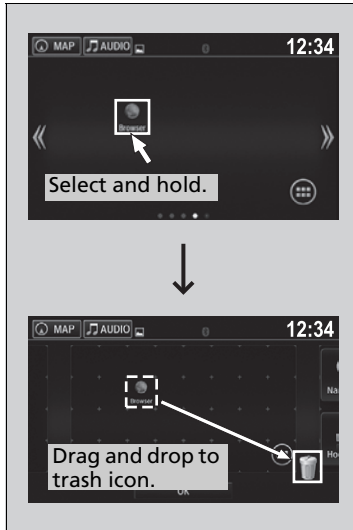 MAP AUDIO 12:34
Browser
Select and hold.
MAP AUDIO 12:34
Browser
Drag and drop to
trash icon.
OK